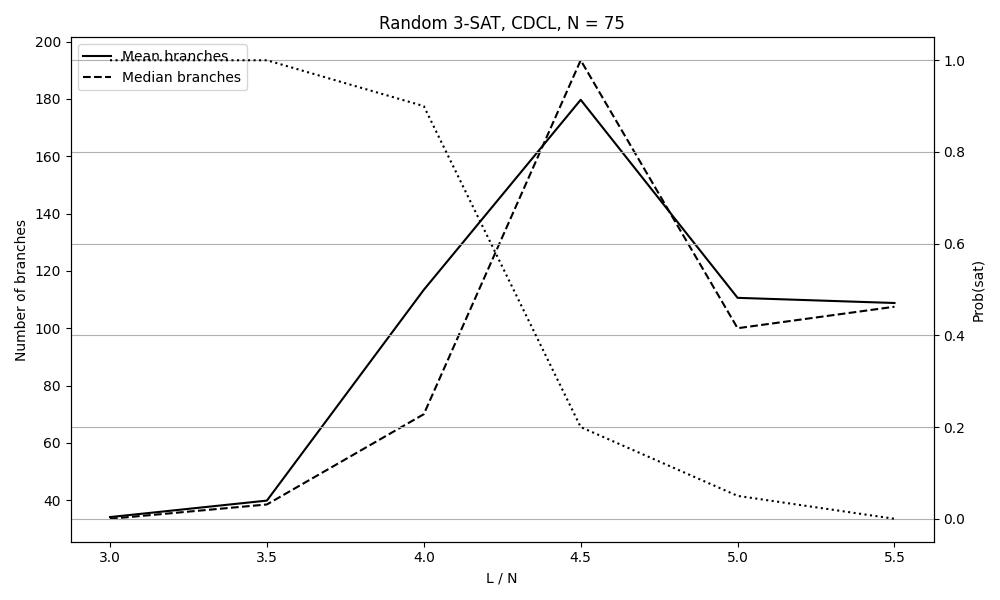 Random 3-SAT, CDCL, N = 75
Mean branches
Median branches
Number of branches
200
180
160
140
120
100
80
60
40
1.0
0.8
0.6
0.4
0.2
0.0
Prob(sat)
3.0 3.5 4.0 4.5 5.0 5.5
L / N